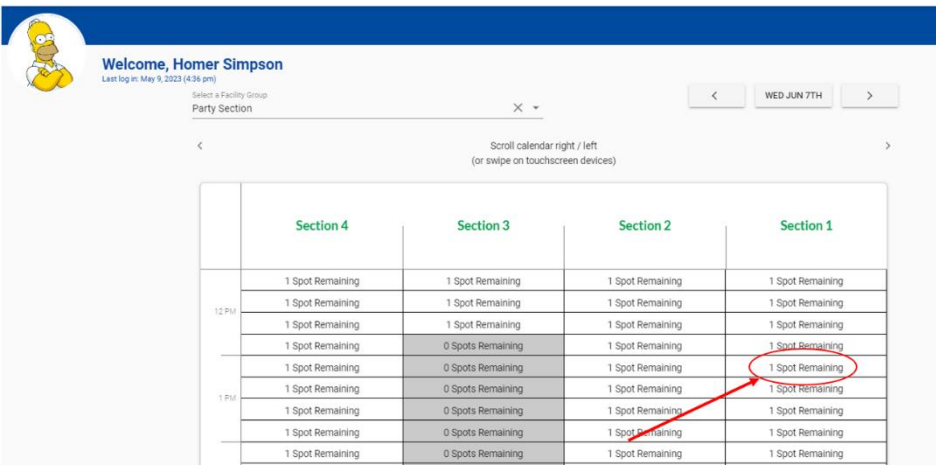 Welcome, Homer Simpson
Last log in: May 9, 2023 (4:36 pm)
Select a Facility Group
Party Section
WED JUN 7TH
Scroll calendar right / left
(or swipe on touchscreen devices)
Section 4 Section 3 Section 2 Section 1
1 Spot Remaining 1 Spot Remaining 1 Spot Remaining 1 Spot Remaining
1 Spot Remaining 1 Spot Remaining 1 Spot Remaining 1 Spot Remaining
12 PM
1 Spot Remaining 1 Spot Remaining 1 Spot Remaining 1 Spot Remaining
1 Spot Remaining 0 Spots Remaining 1 Spot Remaining 1 Spot Remaining
1 Spot Remaining 0 Spots Remaining 1 Spot Remaining 1 Spot Remaining
1 Spot Remaining 0 Spots Remaining 1 Spot Remaining 1 Spot Remaining
1 PM
1 Spot Remaining 0 Spots Remaining 1 Spot Remaining 1 Spot Remaining
1 Spot Remaining 0 Spots Remaining 1 Spot Remaining 1 Spot Remaining
1 Spot Remaining 0 Spots Remaining 1 Spot Remaining 1 Spot Remaining